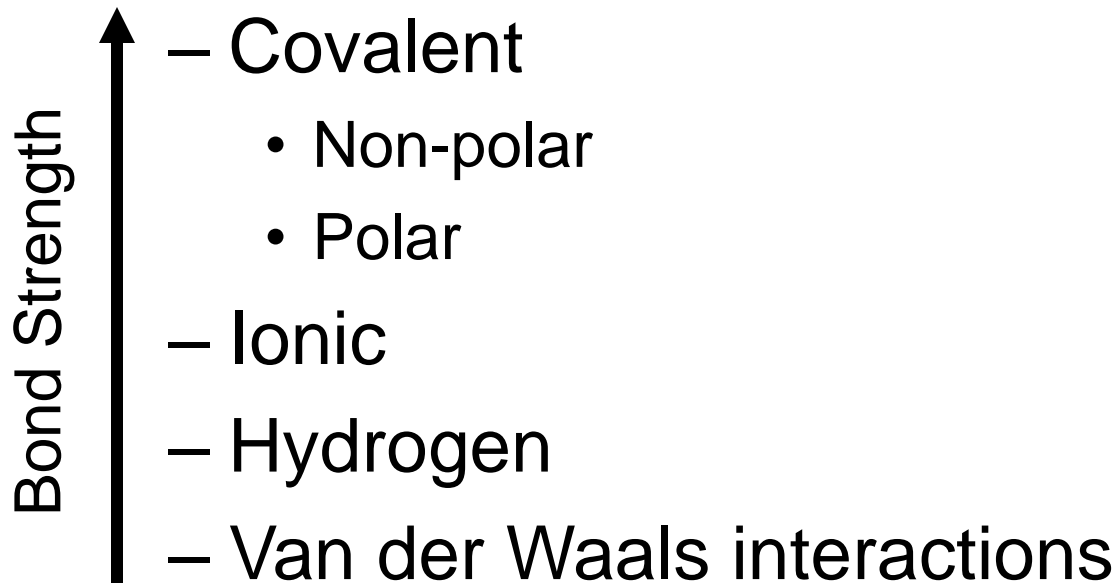 Bond Strength
– Covalent
• Non-polar
• Polar
– Ionic
– Hydrogen
– Van der Waals interactions